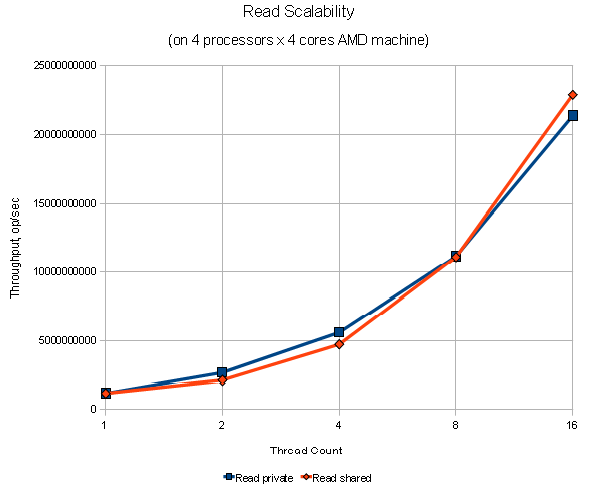 Read Scalability
(on 4 processors x 4 cores AMD machine)
25000000000
20000000000
15000000000
10000000000
5000000000
0
Throughput, op/sec
1 2 4 8 16
Thread Count
Read private Read shared